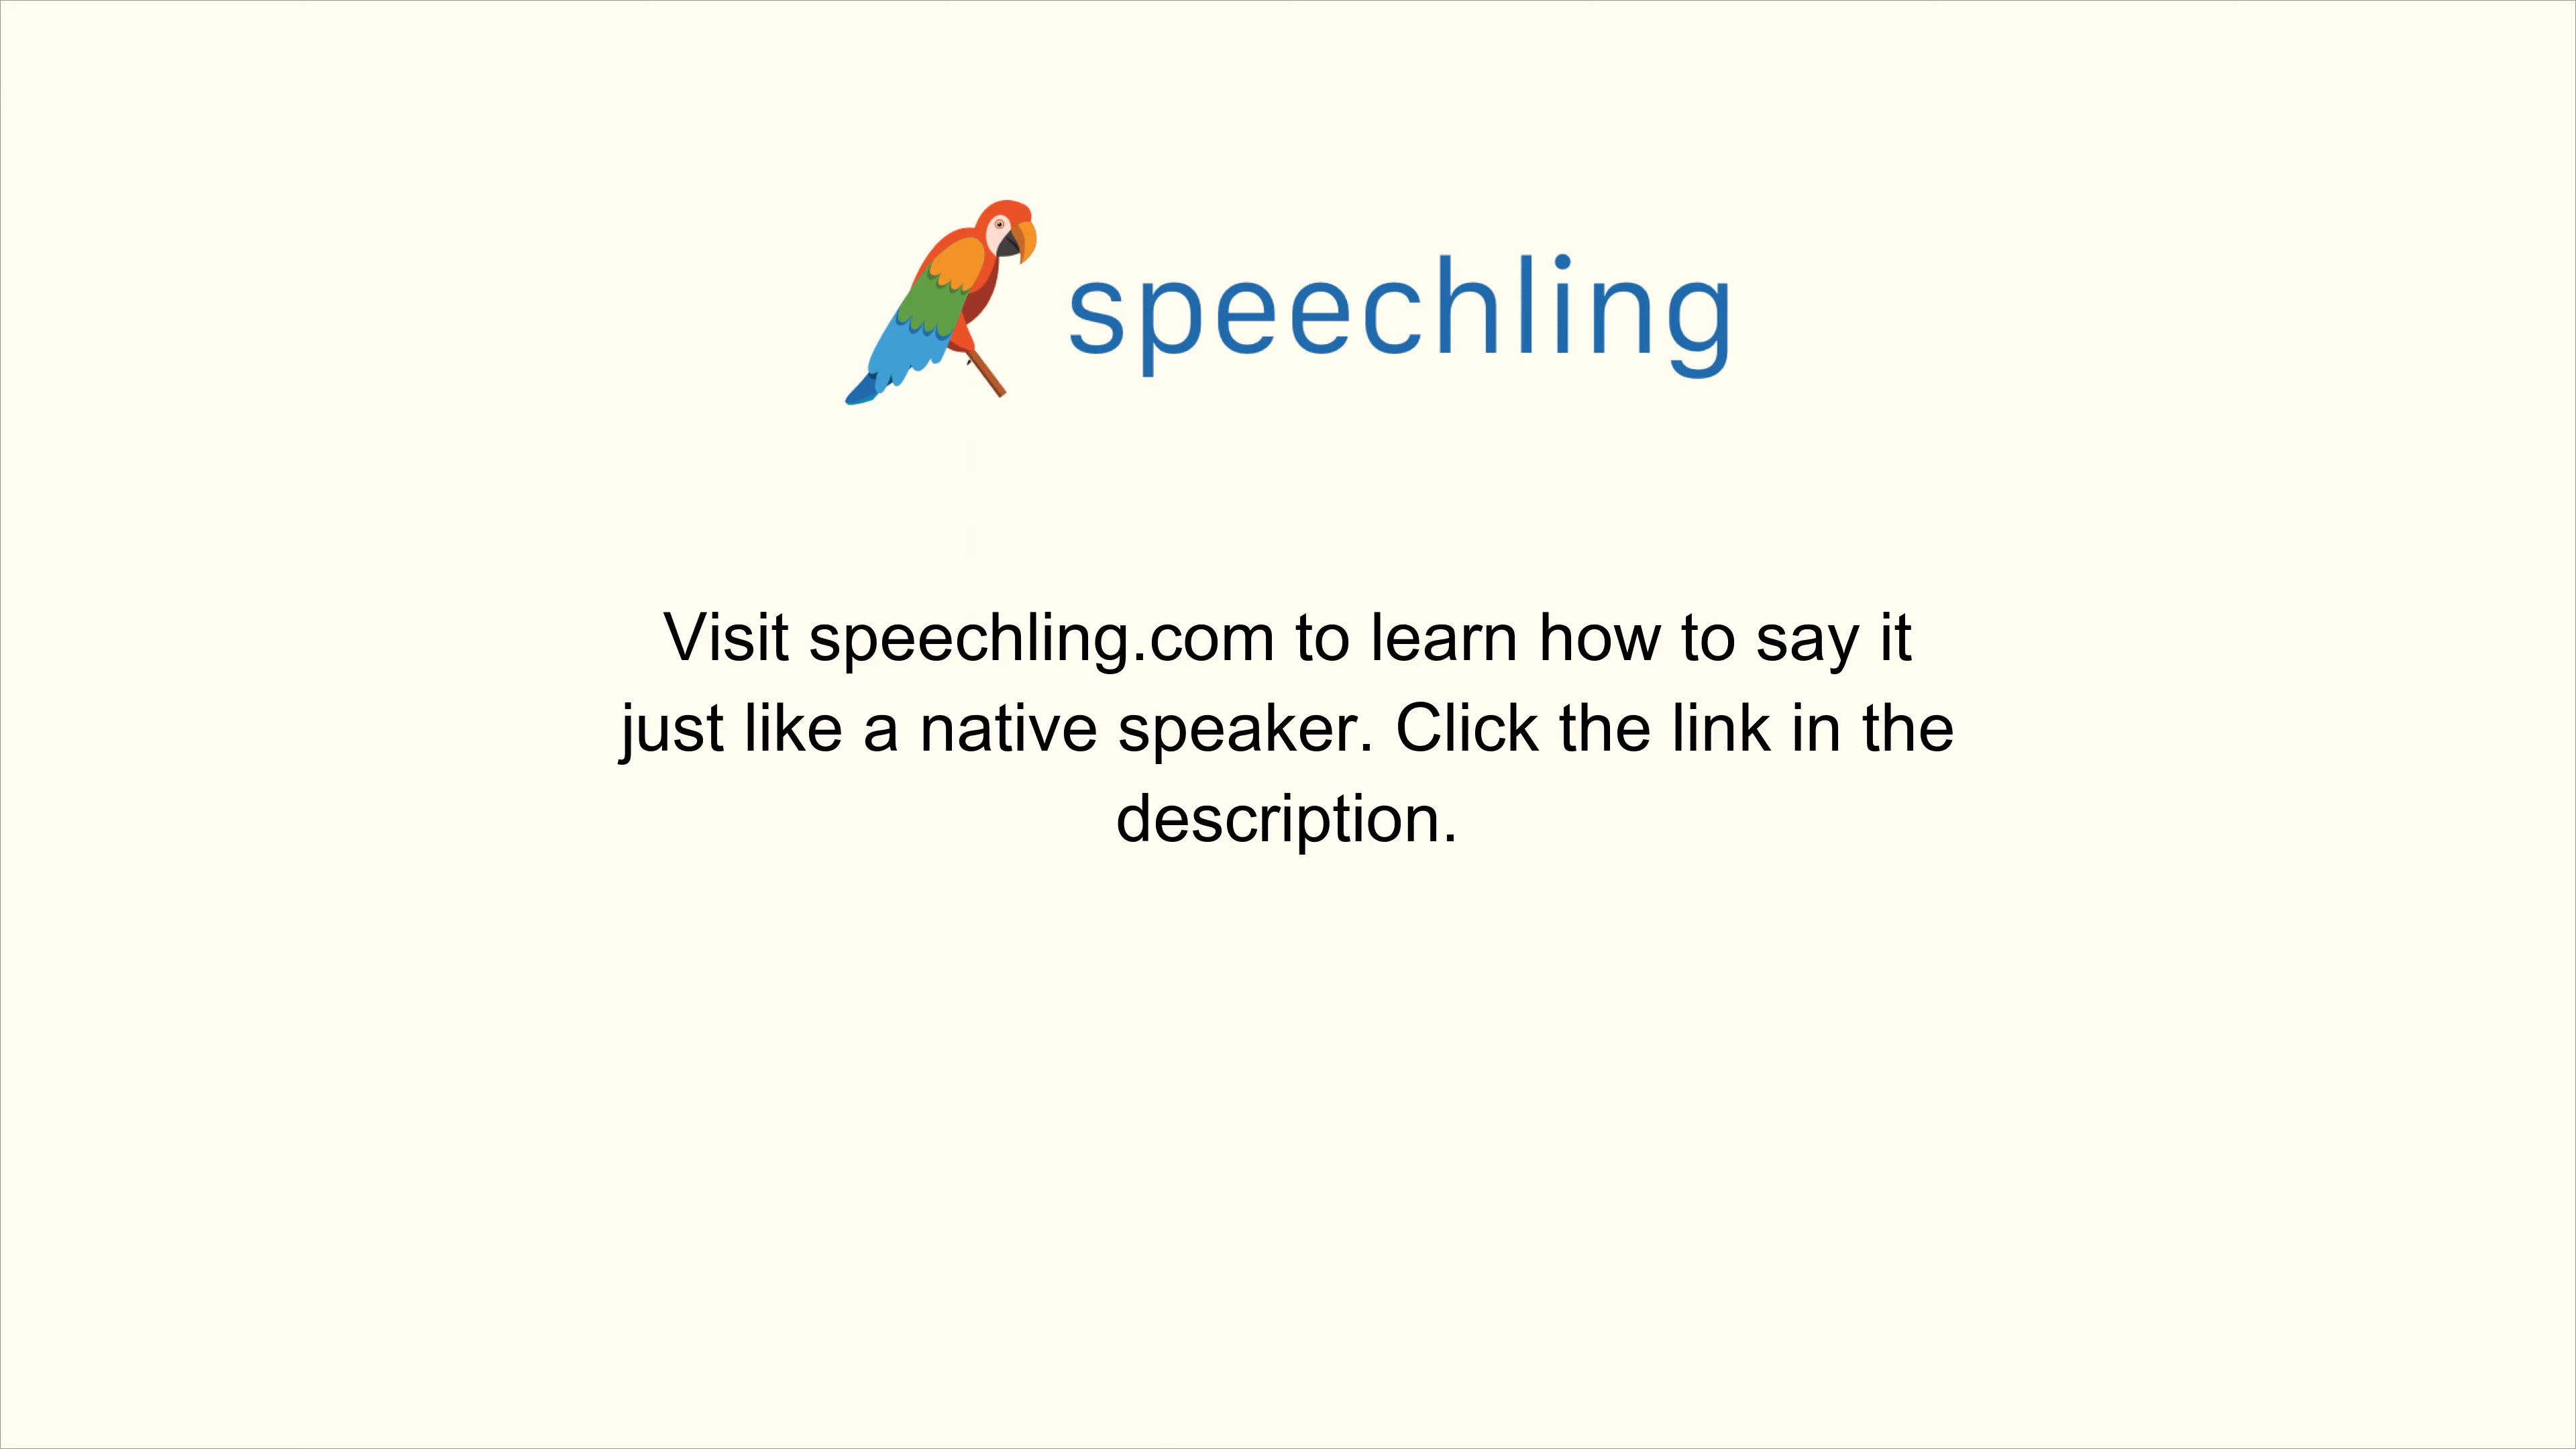 speechling
Visit speechling.com to learn how to say it
just like a native speaker. Click the link in the
description.